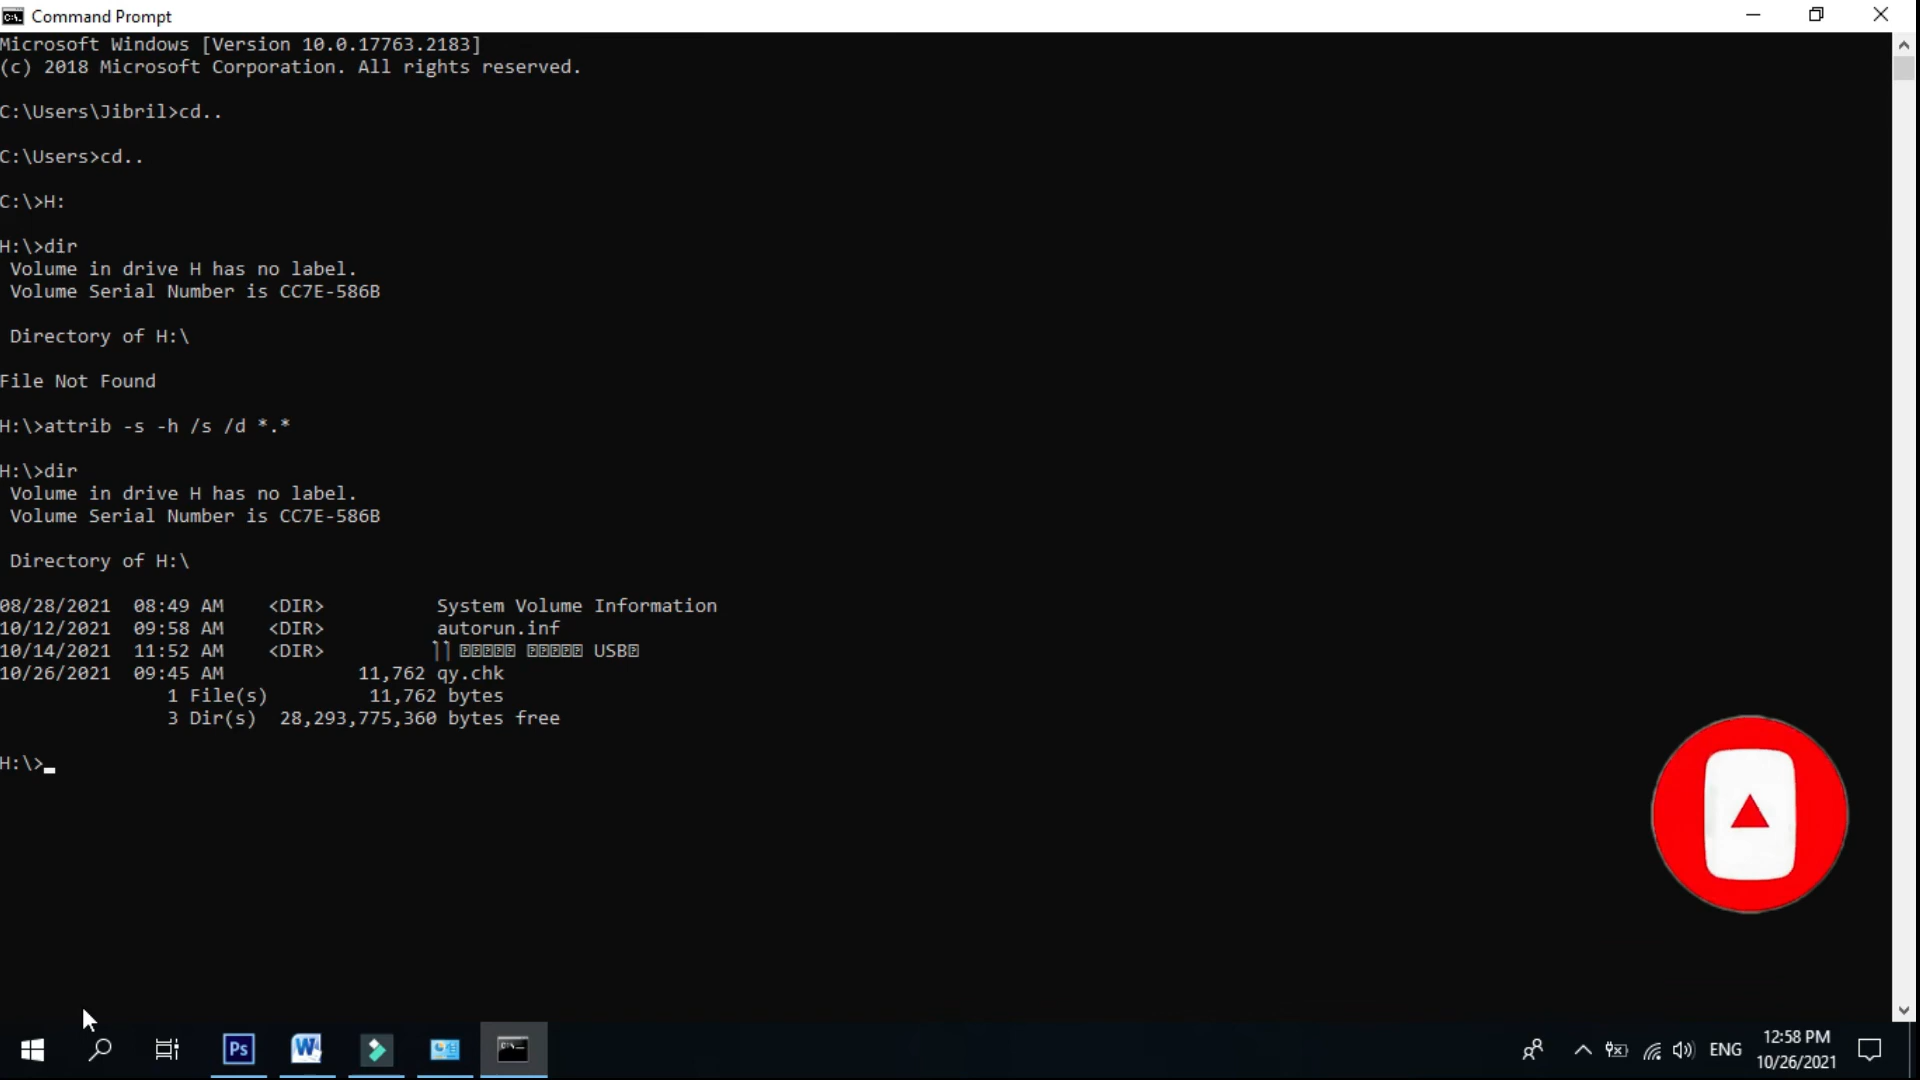 Command Prompt
Microsoft Windows [Version 10.0.17763.2183]
(c) 2018 Microsoft Corporation. All rights reserved.
C:\Users\Jibril>cd..
C:\Users>cd..
C:\>H:
H:\>dir
Volume in drive H has no label.
Volume Serial Number is CC7E-586B
Directory of H:\
File Not Found
H:\>attrib -s -h /s /d *.*
H:\>dir
Volume in drive H has no label.
Volume Serial Number is CC7E-586B
Directory of H:\
08/28/2021  08:49 AM    <DIR>          System Volume Information
10/12/2021  09:58 AM    <DIR>          autorun.inf
10/14/2021  11:52 AM    <DIR>          USB
10/26/2021  09:45 AM            11,762 qy.chk
1 File(s)         11,762 bytes
3 Dir(s)  28,293,775,360 bytes free
H:\>
Ps
W
ENG
12:58 PM
10/26/2021